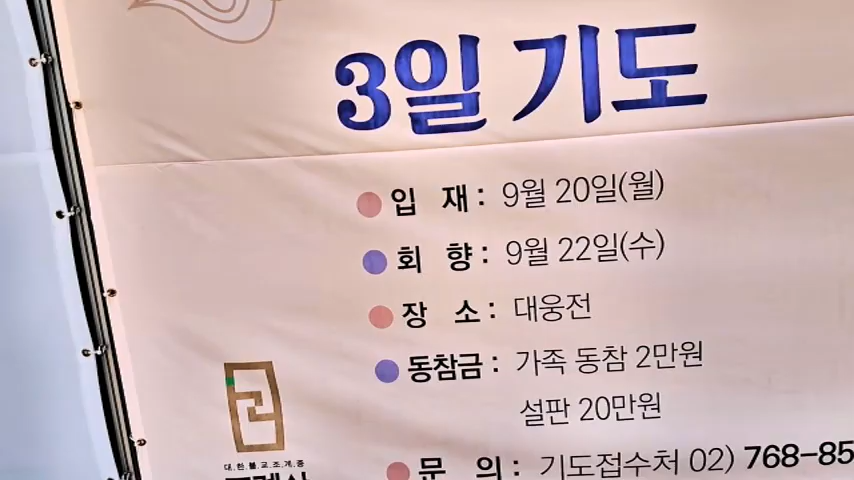 3일 기도
입 재 : 9월 20일(월)
회 향 : 9월 22일(수)
장 소 : 대웅전
동참금 : 가족 동참 2만원
설판 20만원
대.한.불.교.조.계.종
문 의 : 기도접수처 02) 768-85